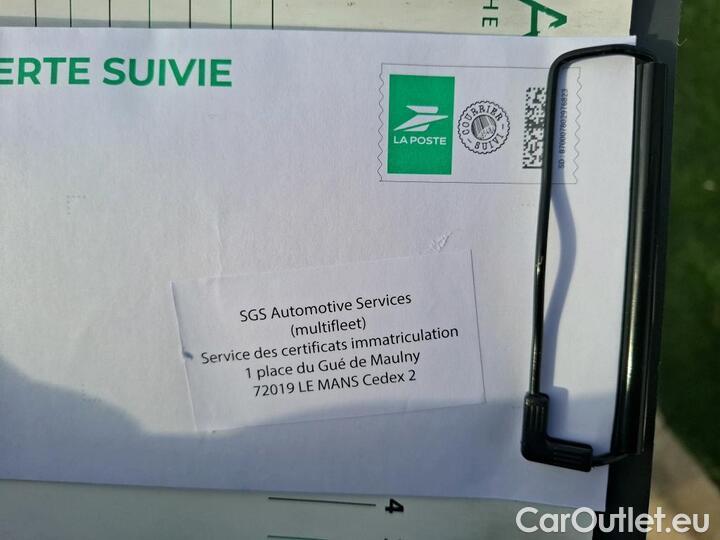 ERTE SUIVIE
LA POSTE
COURRIER
SUIVI
SGS Automotive Services
(multifleet)
Service des certificats immatriculation
1 place du Gué de Maulny
72019 LE MANS Cedex 2
4
CarOutlet.eu